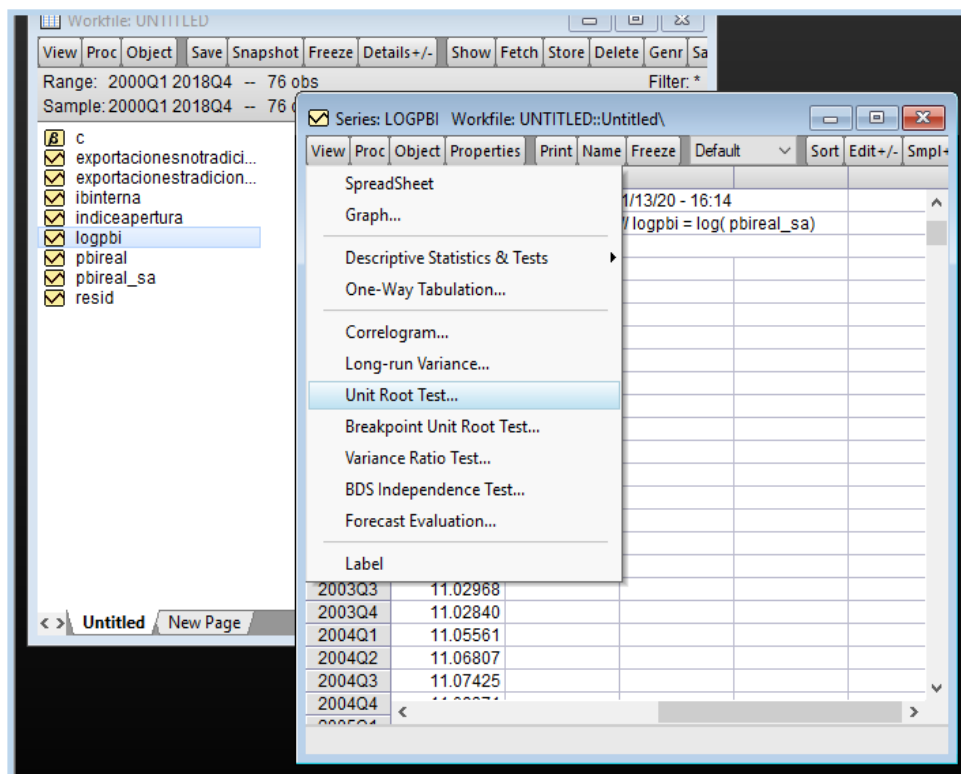 Workfile: UNTITLED
View Proc Object Save Snapshot Freeze Details+/- Show Fetch Store Delete Genr Sa
Range: 2000Q1 2018Q4 -- 76 obs Filter: *
Sample: 2000Q1 2018Q4 -- 76
c
exportacionesnotradici...
exportacionestradicion...
ibinterna
indiceapertura
logpbi
pbireal
pbireal_sa
resid
Untitled New Page
Series: LOGPBI Workfile: UNTITLED::Untitled\
View Proc Object Properties Print Name Freeze Default Sort Edit+/- Smpl+
1/13/20 - 16:14
// logpbi = log( pbireal_sa)
SpreadSheet
Graph...
Descriptive Statistics & Tests
One-Way Tabulation...
Correlogram...
Long-run Variance...
Unit Root Test...
Breakpoint Unit Root Test...
Variance Ratio Test...
BDS Independence Test...
Forecast Evaluation...
Label
2003Q3 11.02968
2003Q4 11.02840
2004Q1 11.05561
2004Q2 11.06807
2004Q3 11.07425
2004Q4